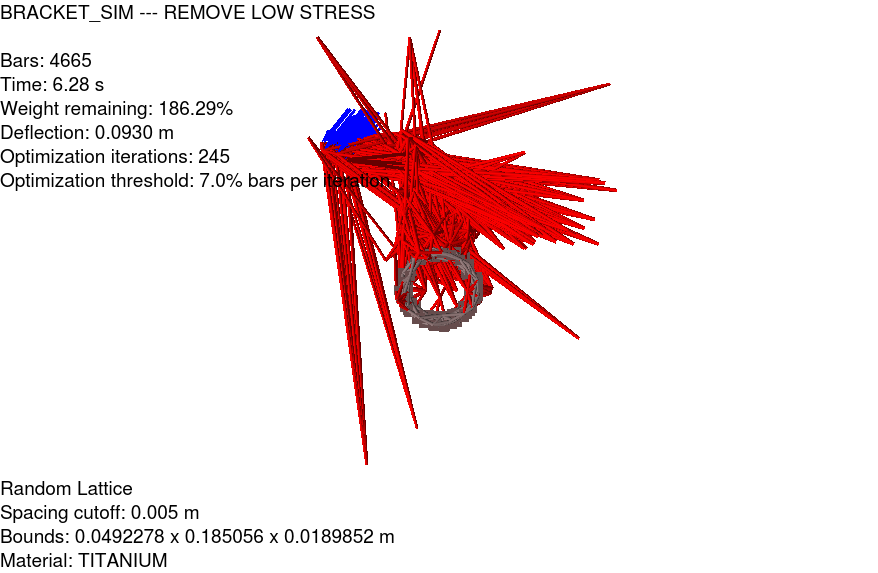 BRACKET_SIM --- REMOVE LOW STRESS
Bars: 4665
Time: 6.28 s
Weight remaining: 186.29%
Deflection: 0.0930 m
Optimization iterations: 245
Optimization threshold: 7.0% bars per iteration
Random Lattice
Spacing cutoff: 0.005 m
Bounds: 0.0492278 x 0.185056 x 0.0189852 m
Material: TITANIUM